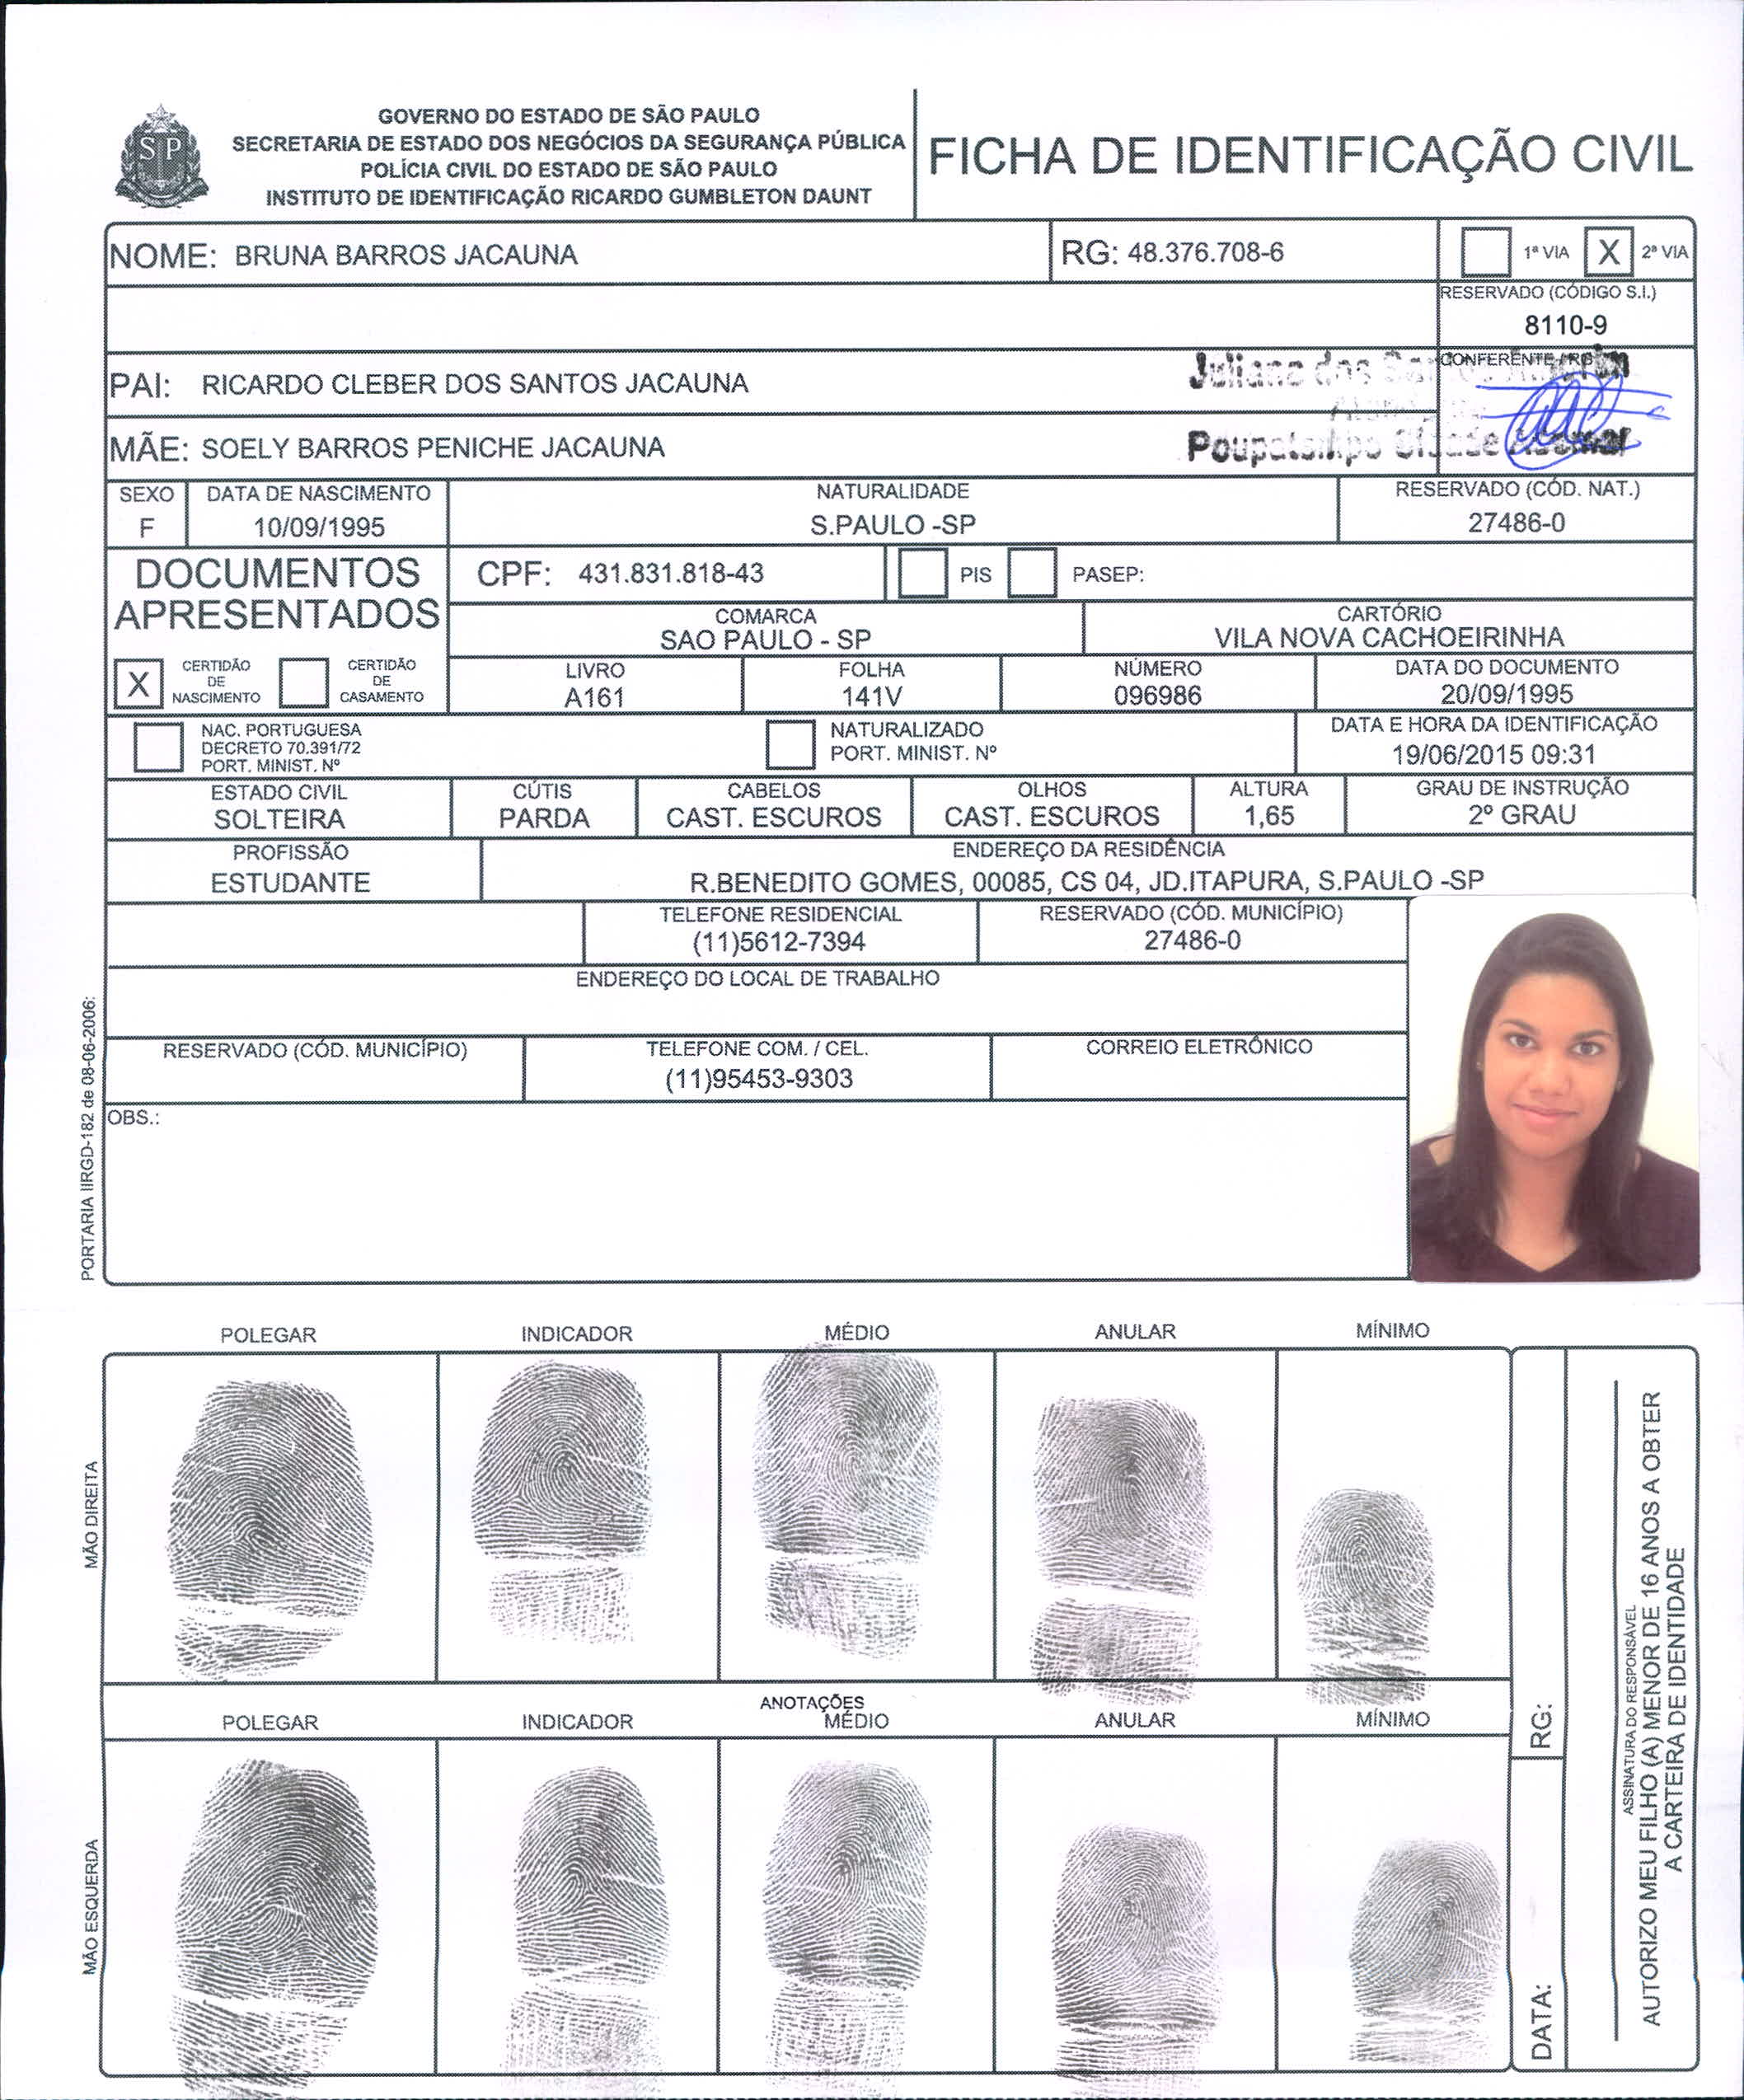 GOVERNO DO ESTADO DE SÃO PAULO
SECRETARIA DE ESTADO DOS NEGÓCIOS DA SEGURANÇA PÚBLICA
POLÍCIA CIVIL DO ESTADO DE SÃO PAULO
INSTITUTO DE IDENTIFICAÇÃO RICARDO GUMBLETON DAUNT
SP
FICHA DE IDENTIFICAÇÃO CIVIL
NOME: BRUNA BARROS JACAUNA
RG: 48.376.708-6
1ª VIA X 2ª VIA
RESERVADO (CÓDIGO S.I.)
8110-9
PAI: RICARDO CLEBER DOS SANTOS JACAUNA
Juliana dos
CONFERENTE / RG
MÃE: SOELY BARROS PENICHE JACAUNA
Poupatempo Cidade Ademar
SEXO
F
DATA DE NASCIMENTO
10/09/1995
NATURALIDADE
S.PAULO -SP
RESERVADO (CÓD. NAT.)
27486-0
DOCUMENTOS
APRESENTADOS
CPF: 431.831.818-43
PIS
PASEP:
COMARCA
SAO PAULO - SP
CARTÓRIO
VILA NOVA CACHOEIRINHA
X
CERTIDÃO
DE
NASCIMENTO
CERTIDÃO
DE
CASAMENTO
LIVRO
A161
FOLHA
141V
NÚMERO
096986
DATA DO DOCUMENTO
20/09/1995
NAC. PORTUGUESA
DECRETO 70.391/72
PORT. MINIST. Nº
NATURALIZADO
PORT. MINIST. Nº
DATA E HORA DA IDENTIFICAÇÃO
19/06/2015 09:31
ESTADO CIVIL
SOLTEIRA
CÚTIS
PARDA
CABELOS
CAST. ESCUROS
OLHOS
CAST. ESCUROS
ALTURA
1,65
GRAU DE INSTRUÇÃO
2º GRAU
PROFISSÃO
ESTUDANTE
ENDEREÇO DA RESIDÊNCIA
R.BENEDITO GOMES, 00085, CS 04, JD.ITAPURA, S.PAULO -SP
TELEFONE RESIDENCIAL
(11)5612-7394
RESERVADO (CÓD. MUNICÍPIO)
27486-0
ENDEREÇO DO LOCAL DE TRABALHO
RESERVADO (CÓD. MUNICÍPIO)
TELEFONE COM. / CEL.
(11)95453-9303
CORREIO ELETRÔNICO
OBS.:
PORTARIA IIRGD-182 de 08-06-2006:
POLEGAR
INDICADOR
MÉDIO
ANULAR
MÍNIMO
MÃO DIREITA
ANOTAÇÕES
POLEGAR
INDICADOR
MÉDIO
ANULAR
MÍNIMO
MÃO ESQUERDA
RG:
DATA:
ASSINATURA DO RESPONSÁVEL
AUTORIZO MEU FILHO (A) MENOR DE 16 ANOS A OBTER
A CARTEIRA DE IDENTIDADE